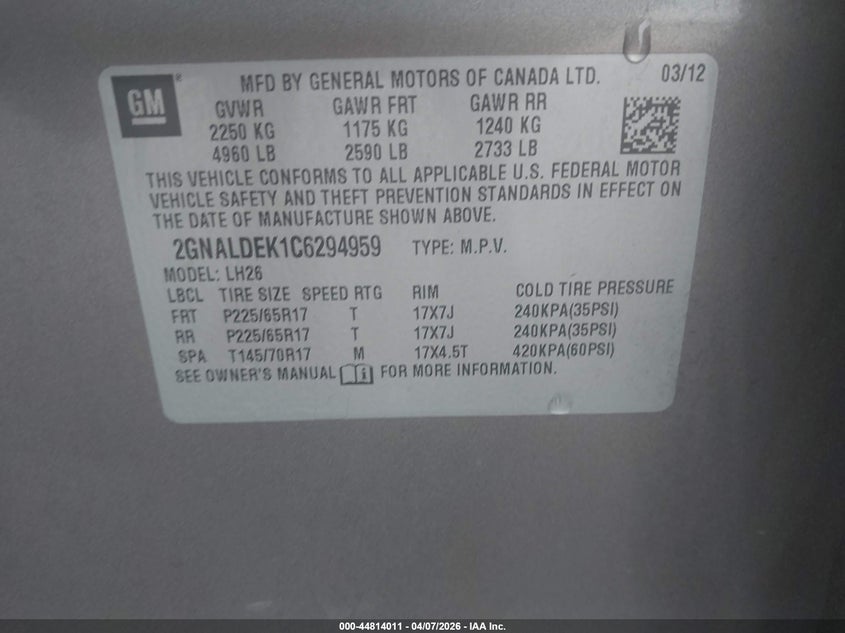 GM
®
MFD BY GENERAL MOTORS OF CANADA LTD. 03/12
GVWR GAWR FRT GAWR RR
2250 KG 1175 KG 1240 KG
4960 LB 2590 LB 2733 LB
THIS VEHICLE CONFORMS TO ALL APPLICABLE U.S. FEDERAL MOTOR
VEHICLE SAFETY AND THEFT PREVENTION STANDARDS IN EFFECT ON
THE DATE OF MANUFACTURE SHOWN ABOVE.
2GNALDEK1C6294959 TYPE: M.P.V.
MODEL: LH26
LBCL TIRE SIZE SPEED RTG RIM COLD TIRE PRESSURE
FRT P225/65R17 T 17X7J 240KPA(35PSI)
RR P225/65R17 T 17X7J 240KPA(35PSI)
SPA T145/70R17 M 17X4.5T 420KPA(60PSI)
SEE OWNER'S MANUAL i FOR MORE INFORMATION.
000-44814011 - 04/07/2026 - IAA Inc.